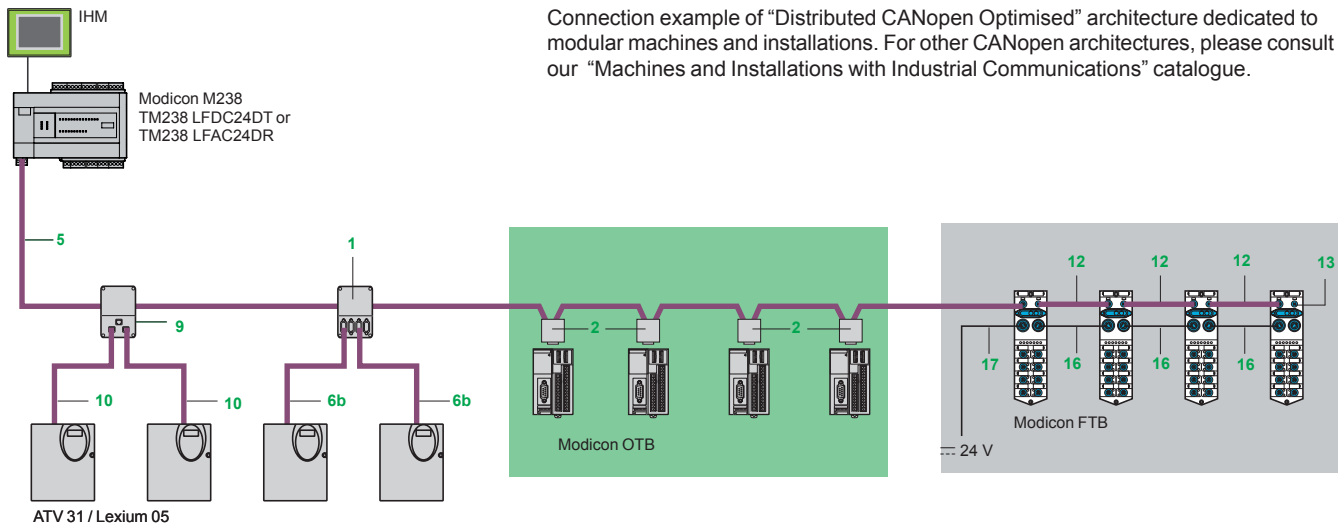 IHM
Connection example of “Distributed CANopen Optimised” architecture dedicated to
modular machines and installations. For other CANopen architectures, please consult
our “Machines and Installations with Industrial Communications” catalogue.
Modicon M238
TM238 LFDC24DT or
TM238 LFAC24DR
5
1
12
12
12
13
9
2
2
17
16
16
16
10
10
6b
6b
Modicon OTB
Modicon FTB
24 V
ATV 31 / Lexium 05